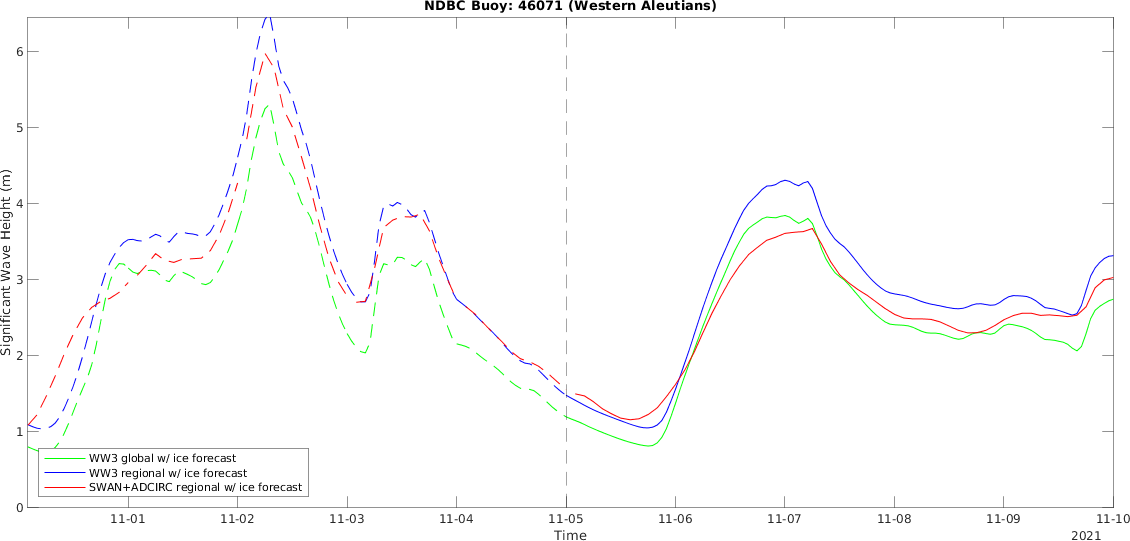 NDBC Buoy: 46071 (Western Aleutians)
Significant Wave Height (m)
6
5
4
3
2
1
0
WW3 global w/ ice forecast
WW3 regional w/ ice forecast
SWAN+ADCIRC regional w/ ice forecast
11-01 11-02 11-03 11-04 11-05 11-06 11-07 11-08 11-09 11-10
Time
2021